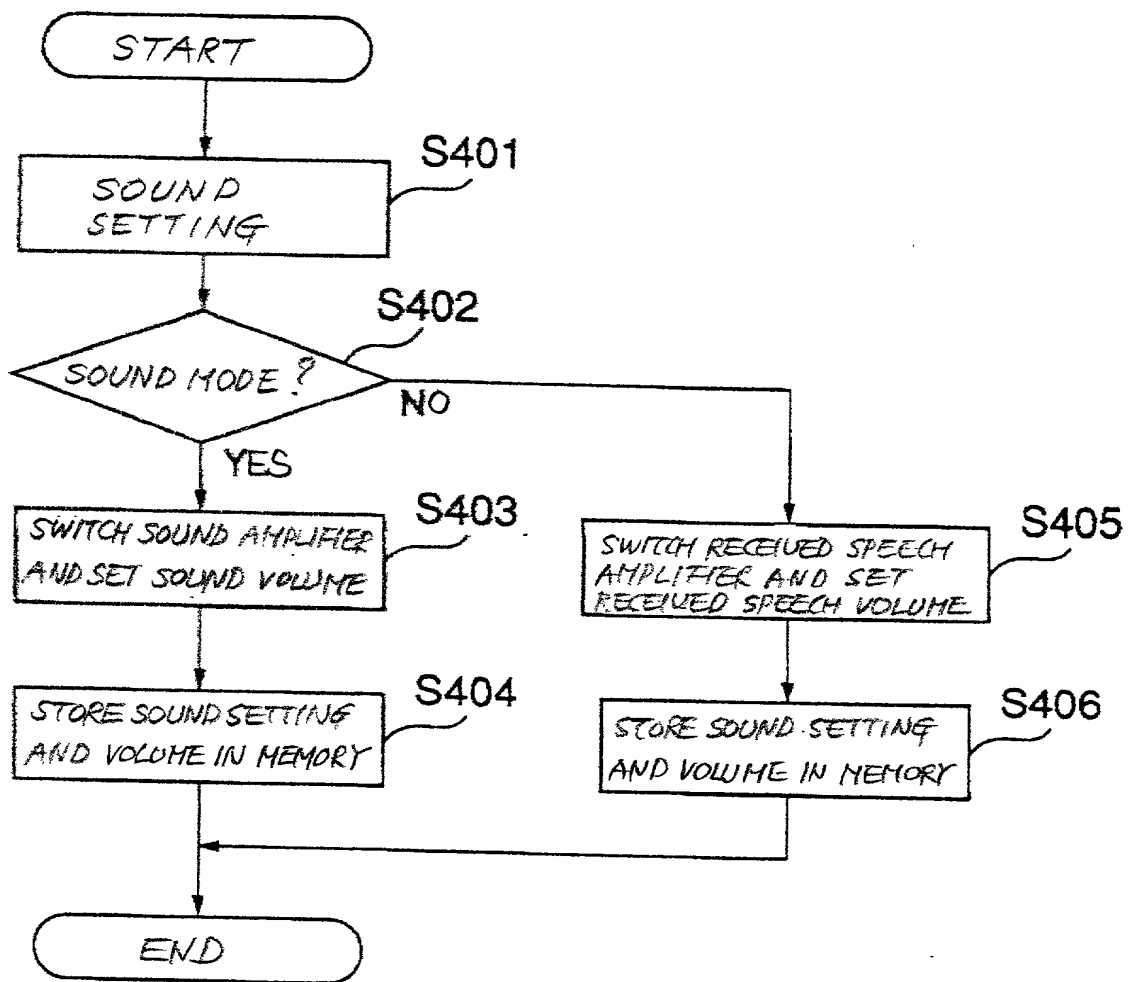 START
S401
SOUND
SETTING
S402
SOUND MODE?
NO
YES
S403
SWITCH SOUND AMPLIFIER
AND SET SOUND VOLUME
S405
SWITCH RECEIVED SPEECH
AMPLIFIER AND SET
RECEIVED SPEECH VOLUME
S404
STORE SOUND SETTING
AND VOLUME IN MEMORY
S406
STORE SOUND SETTING
AND VOLUME IN MEMORY
END